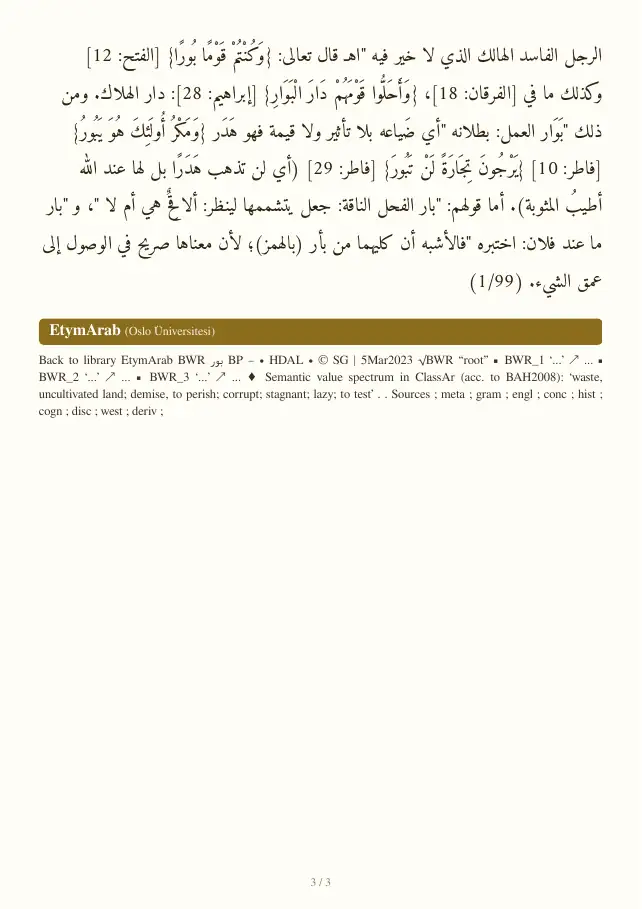 الرجل الفاسد الهالك الذي لا خير فيه "اهـ قال تعالى: {وَكُنْتُمْ قَوْمًا بُورًا} [الفتح: 12]
وكذلك ما في [الفرقان: 18]، {وَأَحَلُّوا قَوْمَهُمْ دَارَ الْبَوَارِ} [إبراهيم: 28]: دار الهلاك. ومن
ذلك "بَوَار العمل: بطلانه "أي ضَياعه بلا تأثير ولا قيمة فهو هَدَر {وَمَكْرُ أُولَئِكَ هُوَ يَبُورُ}
[فاطر: 10] {يَرْجُونَ تِجَارَةً لَنْ تَبُورَ} [فاطر: 29] (أي لن تذهب هَدَرًا بل لها عند الله
أطيبُ المثوبة). أما قولهم: "بار الفحل الناقة: جعل يتشممها لينظر: ألاقحٌ هي أم لا "، و "بار
ما عند فلان: اختبره "فالأشبه أن كليهما من بأر (بالهمز)؛ لأن معناها صريح في الوصول إلى
عمق الشيء. (1/99)
EtymArab (Oslo Üniversitesi)
Back to library EtymArab BWR بور BP – • HDAL • © SG | 5Mar2023 √BWR “root” ▪ BWR_1 ‘...’ ↗ ... ▪
BWR_2 ‘...’ ↗ ... ▪ BWR_3 ‘...’ ↗ ... ♦ Semantic value spectrum in ClassAr (acc. to BAH2008): ‘waste,
uncultivated land; demise, to perish; corrupt; stagnant; lazy; to test’ . . Sources ; meta ; gram ; engl ; conc ; hist ;
cogn ; disc ; west ; deriv ;
3 / 3